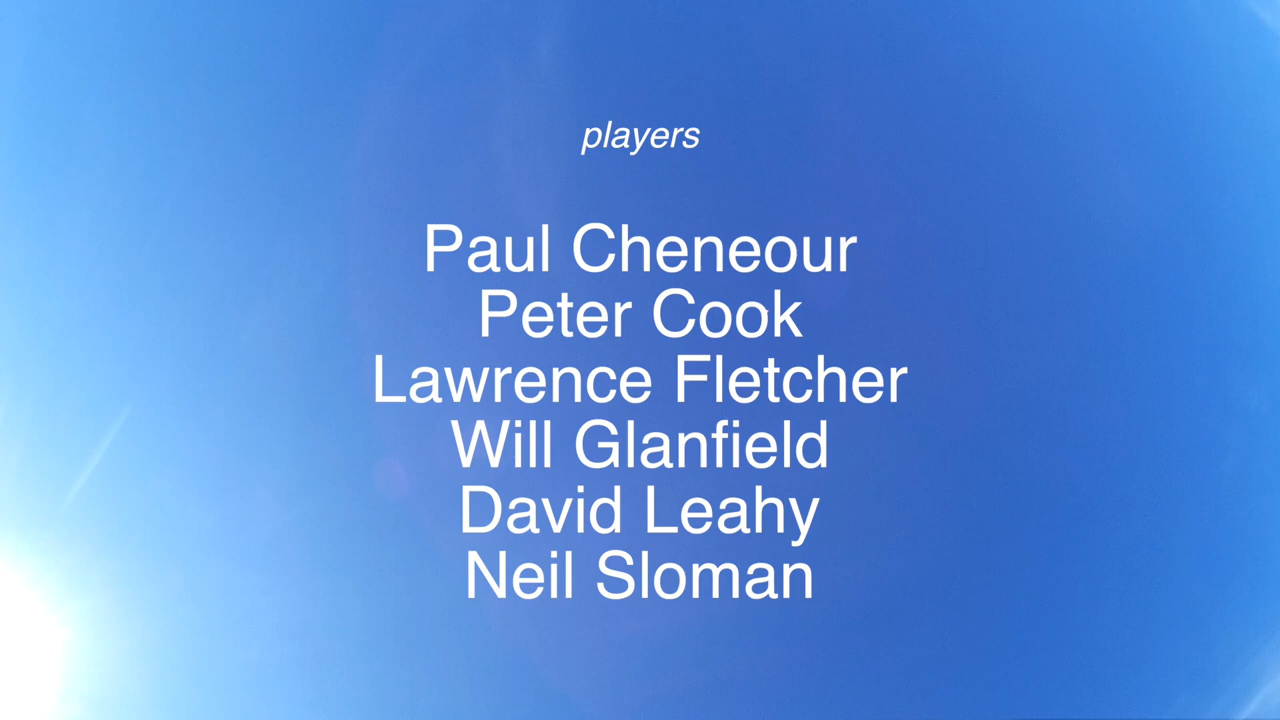 players
Paul Cheneour
Peter Cook
Lawrence Fletcher
Will Glanfield
David Leahy
Neil Sloman